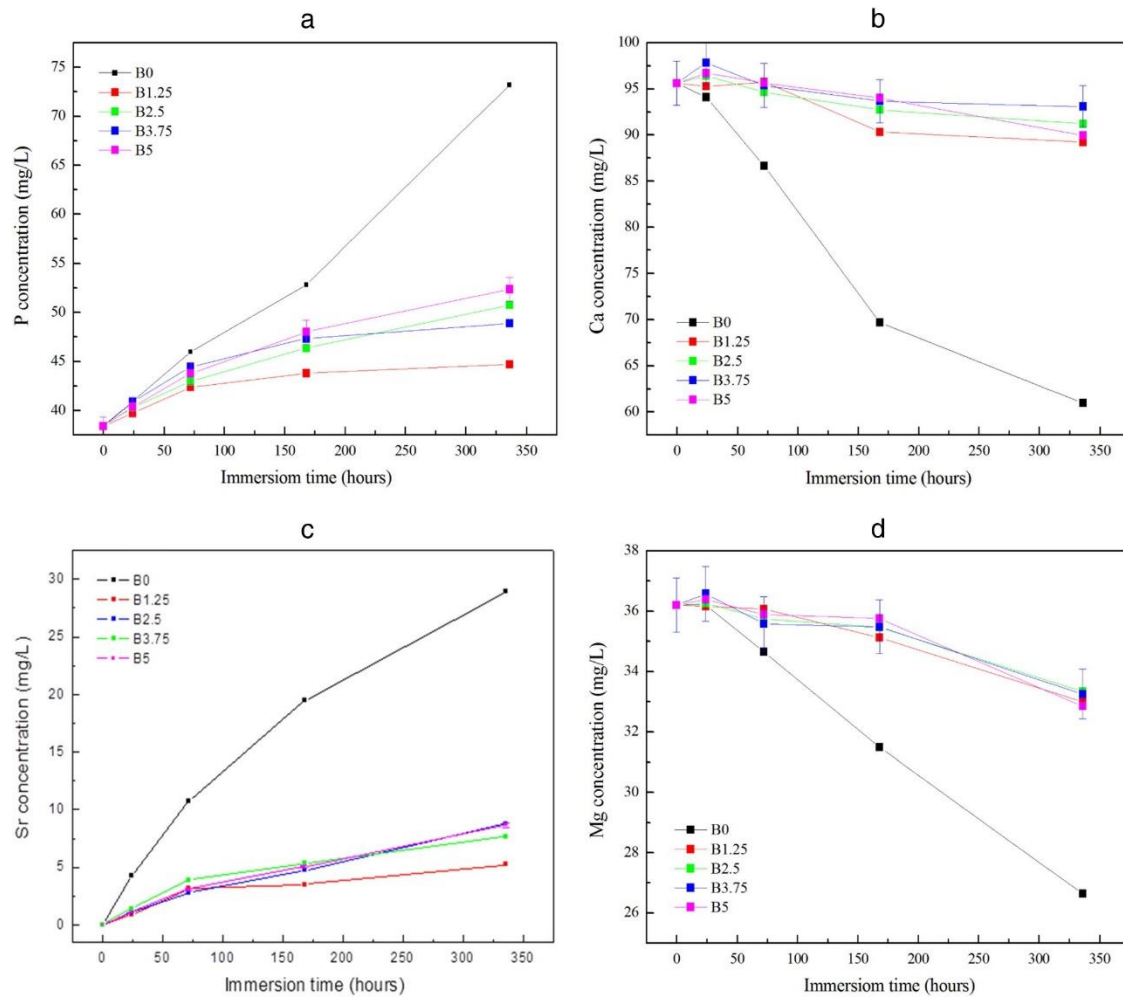 a
75
70
65
60
55
50
45
40
P concentration (mg/L)
B0
B1.25
B2.5
B3.75
B5
0 50 100 150 200 250 300 350
Immersiom time (hours)
b
100
95
90
85
80
75
70
65
60
Ca concentratiom (mg/L)
B0
B1.25
B2.5
B3.75
B5
0 50 100 150 200 250 300 350
Immersion time (hours)
c
30
25
20
15
10
5
0
Sr concentration (mg/L)
B0
B1.25
B2.5
B3.75
B5
0 50 100 150 200 250 300 350
Immersion time (hours)
d
38
36
34
32
30
28
26
Mg concentration (mg/L)
B0
B1.25
B2.5
B3.75
B5
0 50 100 150 200 250 300 350
Immersion time (hours)